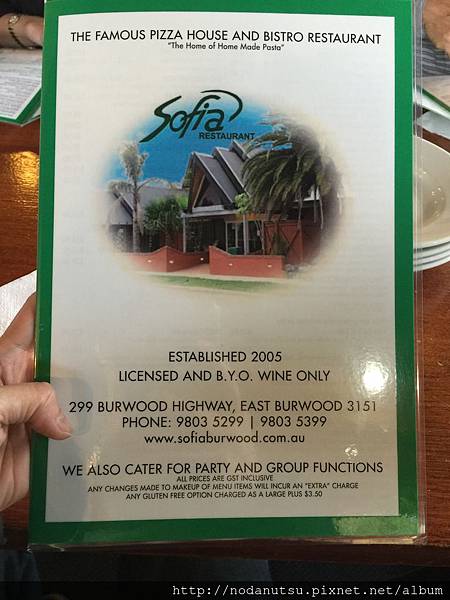 THE FAMOUS PIZZA HOUSE AND BISTRO RESTAURANT
"The Home of Home Made Pasta"
Sofia
RESTAURANT
ESTABLISHED 2005
LICENSED AND B.Y.O. WINE ONLY
299 BURWOOD HIGHWAY, EAST BURWOOD 3151
PHONE: 9803 5299 | 9803 5399
www.sofiaburwood.com.au
WE ALSO CATER FOR PARTY AND GROUP FUNCTIONS
ALL PRICES ARE GST INCLUSIVE
ANY CHANGES MADE TO MAKEUP OF MENU ITEMS WILL INCUR AN "EXTRA" CHARGE
ANY GLUTEN FREE OPTION CHARGED AS A LARGE PLUS $3.50
http://nodanutsu.pixnet.net/album